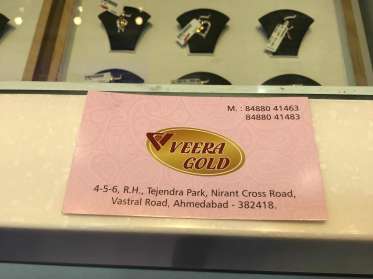 M. : 84880 41463
84880 41483
VEERA
GOLD
4-5-6, R.H., Tejendra Park, Nirant Cross Road,
Vastral Road, Ahmedabad - 382418.